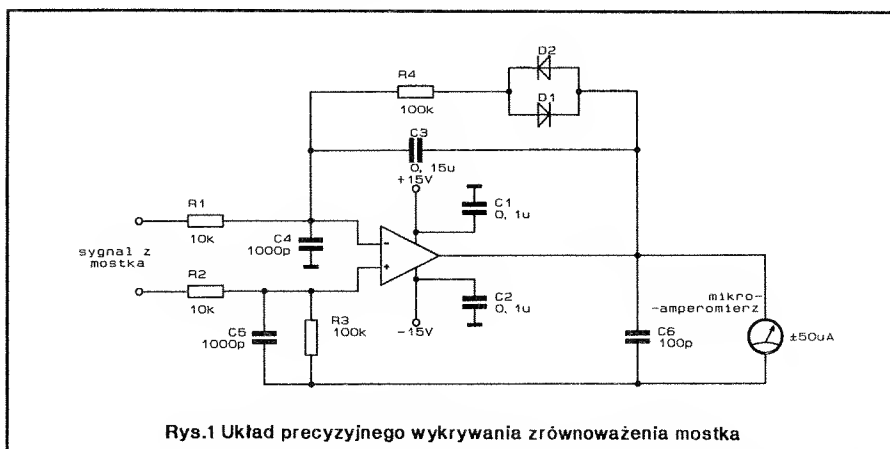 D2
R4
100k
D1
C3
0, 15u
+15V
C1
0, 1u
R1
10k
C4
1000p
sygnal z
mostka
-
+
R2
10k
C5
1000p
R3
100k
-15V
C2
0, 1u
mikro-
-amperomierz
C6
100p
±50uA
Rys.1 Układ precyzyjnego wykrywania zrównoważenia mostka